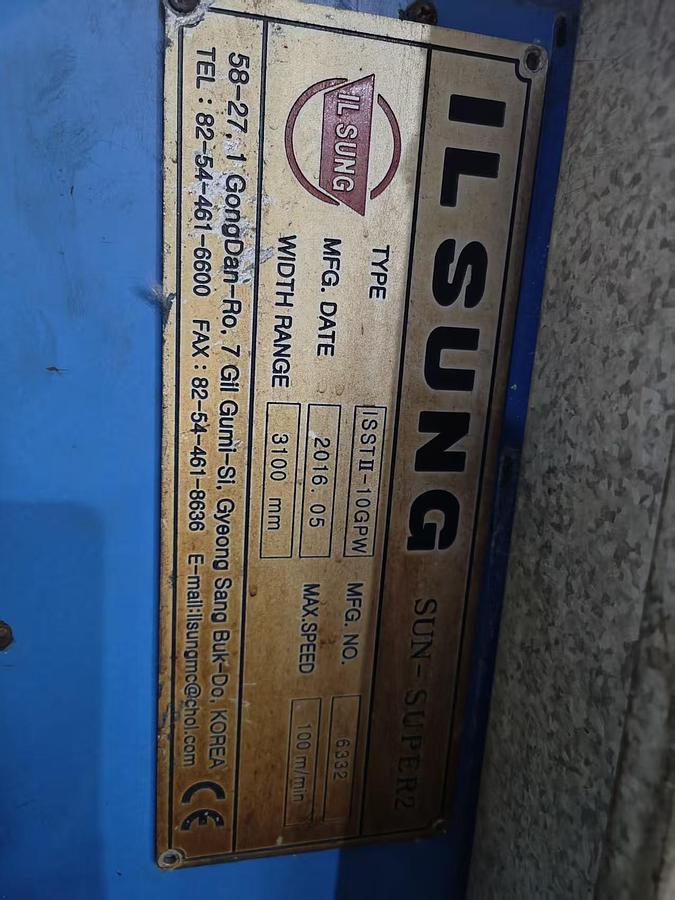 ILSUNG SUN-SUPER2
IL SUNG
TYPE ISSTⅡ-10GPW MFG. NO. 6332
MFG. DATE 2016.05 MAX.SPEED 100 m/min
WIDTH RANGE 3100 mm
58-27, 1 GongDan-Ro, 7 Gil Gumi-Si, Gyeong Sang Buk-Do, KOREA
TEL : 82-54-461-6600 FAX : 82-54-461-8636 E-mail:ilsungmc@chol.com
CE